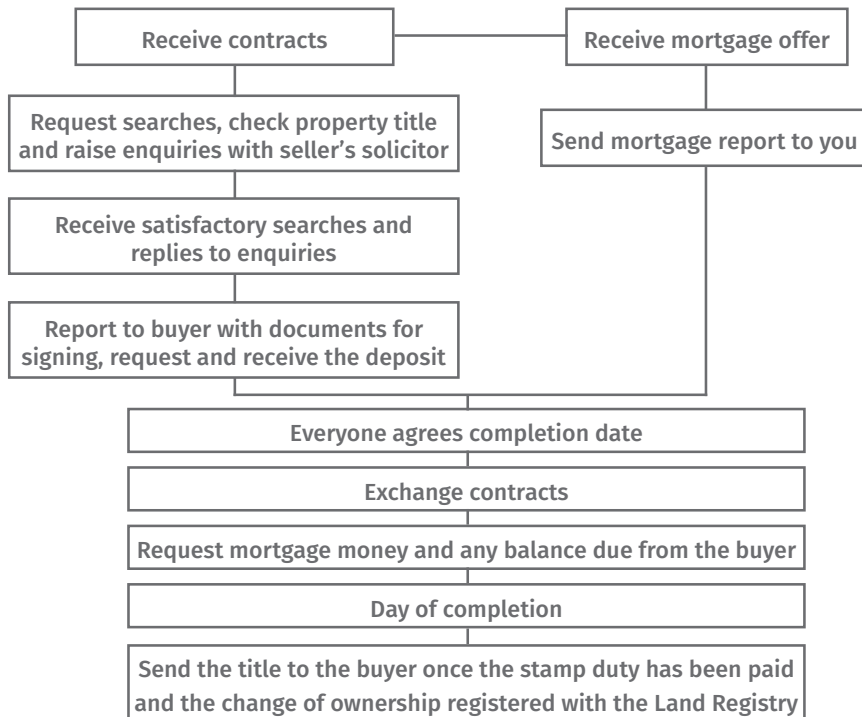 Receive contracts
Receive mortgage offer
Request searches, check property title
and raise enquiries with seller's solicitor
Send mortgage report to you
Receive satisfactory searches and
replies to enquiries
Report to buyer with documents for
signing, request and receive the deposit
Everyone agrees completion date
Exchange contracts
Request mortgage money and any balance due from the buyer
Day of completion
Send the title to the buyer once the stamp duty has been paid
and the change of ownership registered with the Land Registry